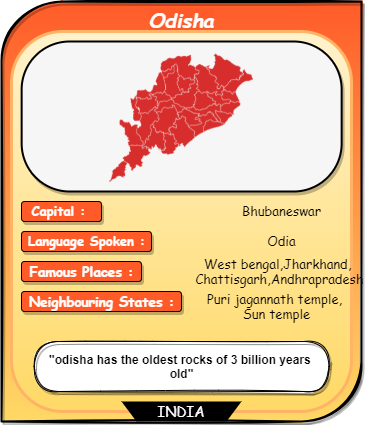 Odisha
Capital : Bhubaneswar
Language Spoken : Odia
Famous Places : West bengal,Jharkhand,
Chattisgarh,Andhrapradesh
Neighbouring States : Puri jagannath temple,
Sun temple
"odisha has the oldest rocks of 3 billion years
old"
INDIA